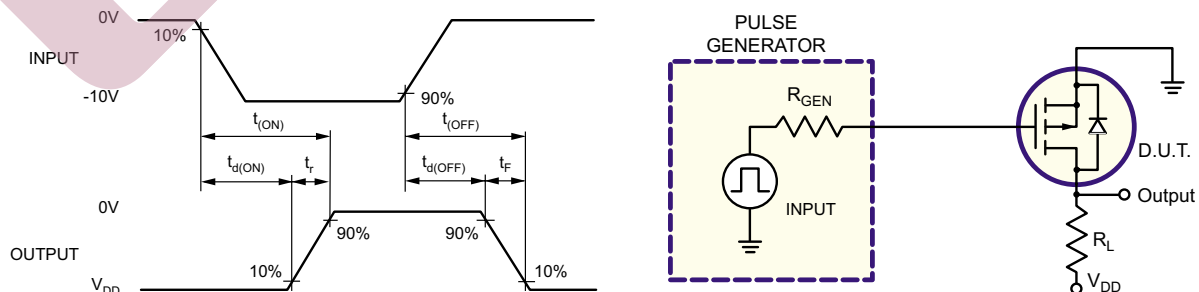 0V
10%
INPUT
-10V
90%
t(ON)
t(OFF)
td(ON)
tr
td(OFF)
tF
0V
90%
90%
OUTPUT
10%
10%
VDD
PULSE
GENERATOR
RGEN
INPUT
D.U.T.
Output
RL
VDD